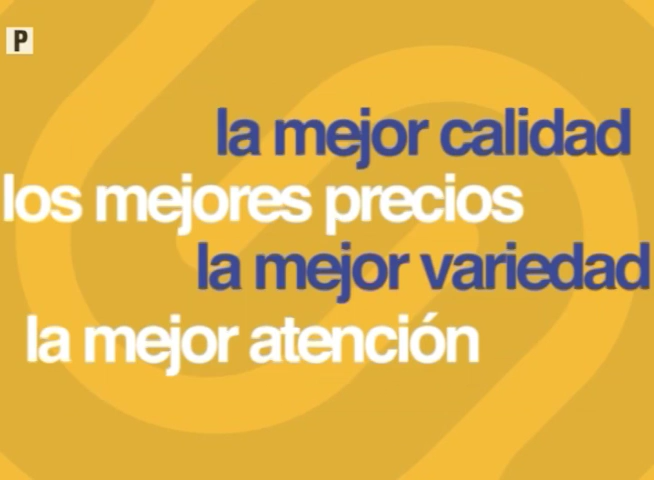 P
la mejor calidad
los mejores precios
la mejor variedad
la mejor atención